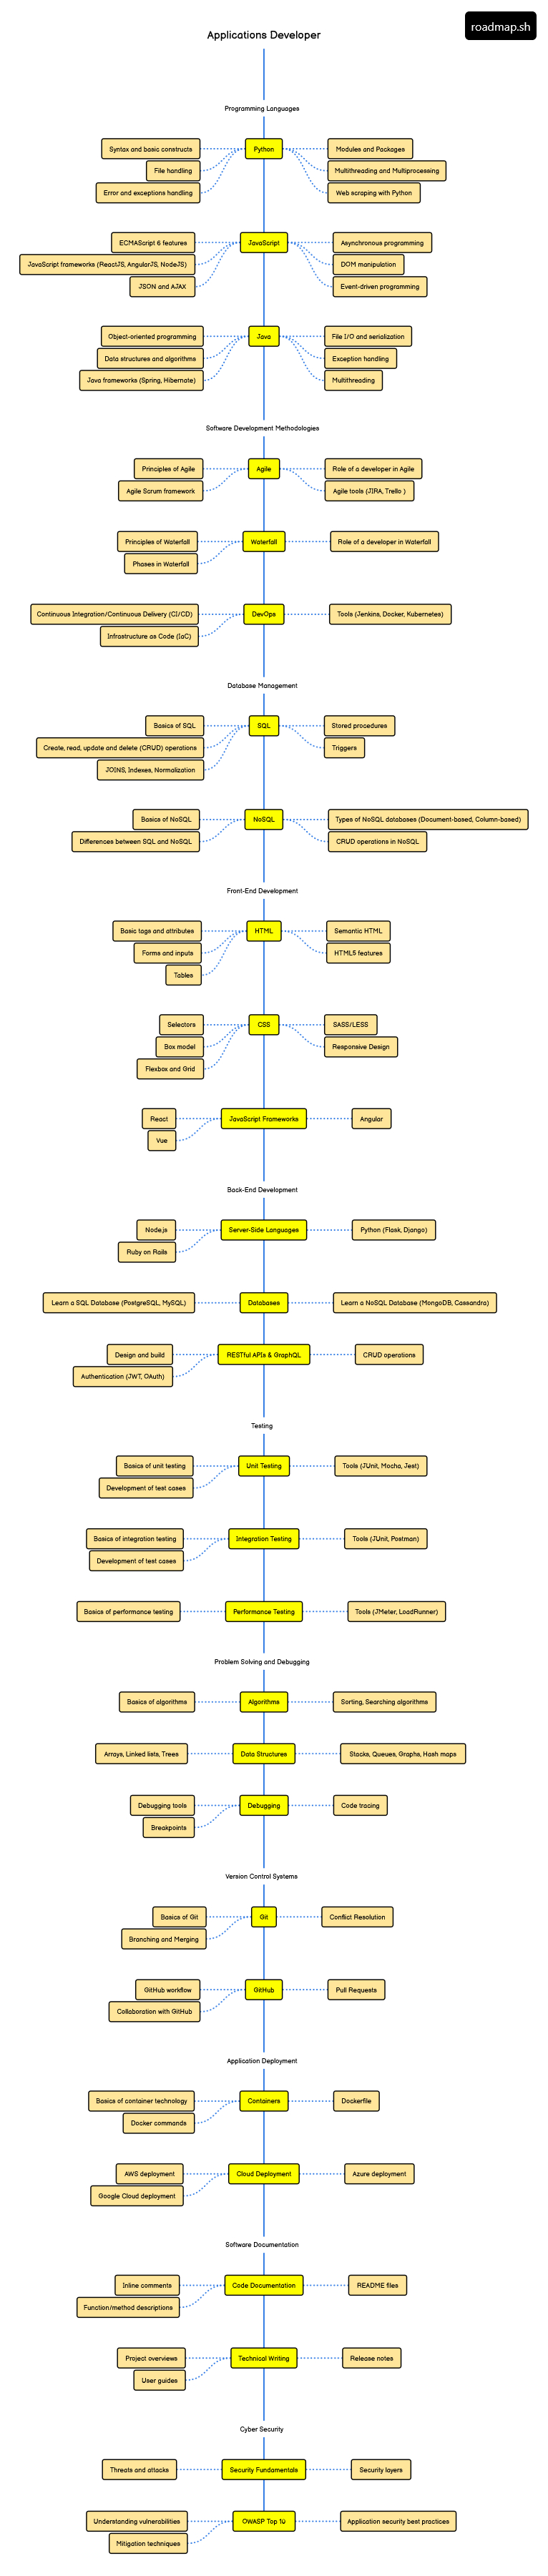 roadmap.sh
Applications Developer
Programming Languages
Syntax and basic constructs
Python
Modules and Packages
File handling
Multithreading and Multiprocessing
Error and exceptions handling
Web scraping with Python
ECMAScript 6 features
JavaScript
Asynchronous programming
JavaScript frameworks (ReactJS, AngularJS, NodeJS)
DOM manipulation
JSON and AJAX
Event-driven programming
Object-oriented programming
Java
File I/O and serialization
Data structures and algorithms
Exception handling
Java frameworks (Spring, Hibernate)
Multithreading
Software Development Methodologies
Principles of Agile
Agile
Role of a developer in Agile
Agile Scrum framework
Agile tools (JIRA, Trello )
Principles of Waterfall
Waterfall
Role of a developer in Waterfall
Phases in Waterfall
Continuous Integration/Continuous Delivery (CI/CD)
DevOps
Tools (Jenkins, Docker, Kubernetes)
Infrastructure as Code (IaC)
Database Management
Basics of SQL
SQL
Stored procedures
Create, read, update and delete (CRUD) operations
Triggers
JOINS, Indexes, Normalization
Basics of NoSQL
NoSQL
Types of NoSQL databases (Document-based, Column-based)
Differences between SQL and NoSQL
CRUD operations in NoSQL
Front-End Development
Basic tags and attributes
HTML
Semantic HTML
Forms and inputs
HTML5 features
Tables
Selectors
CSS
SASS/LESS
Box model
Responsive Design
Flexbox and Grid
React
JavaScript Frameworks
Angular
Vue
Back-End Development
Node.js
Server-Side Languages
Python (Flask, Django)
Ruby on Rails
Learn a SQL Database (PostgreSQL, MySQL)
Databases
Learn a NoSQL Database (MongoDB, Cassandra)
Design and build
RESTful APIs & GraphQL
CRUD operations
Authentication (JWT, OAuth)
Testing
Basics of unit testing
Unit Testing
Tools (JUnit, Mocha, Jest)
Development of test cases
Basics of integration testing
Integration Testing
Tools (JUnit, Postman)
Development of test cases
Basics of performance testing
Performance Testing
Tools (JMeter, LoadRunner)
Problem Solving and Debugging
Basics of algorithms
Algorithms
Sorting, Searching algorithms
Arrays, Linked lists, Trees
Data Structures
Stacks, Queues, Graphs, Hash maps
Debugging tools
Debugging
Code tracing
Breakpoints
Version Control Systems
Basics of Git
Git
Conflict Resolution
Branching and Merging
GitHub workflow
GitHub
Pull Requests
Collaboration with GitHub
Application Deployment
Basics of container technology
Containers
Dockerfile
Docker commands
AWS deployment
Cloud Deployment
Azure deployment
Google Cloud deployment
Software Documentation
Inline comments
Code Documentation
README files
Function/method descriptions
Project overviews
Technical Writing
Release notes
User guides
Cyber Security
Threats and attacks
Security Fundamentals
Security layers
Understanding vulnerabilities
OWASP Top 10
Application security best practices
Mitigation techniques